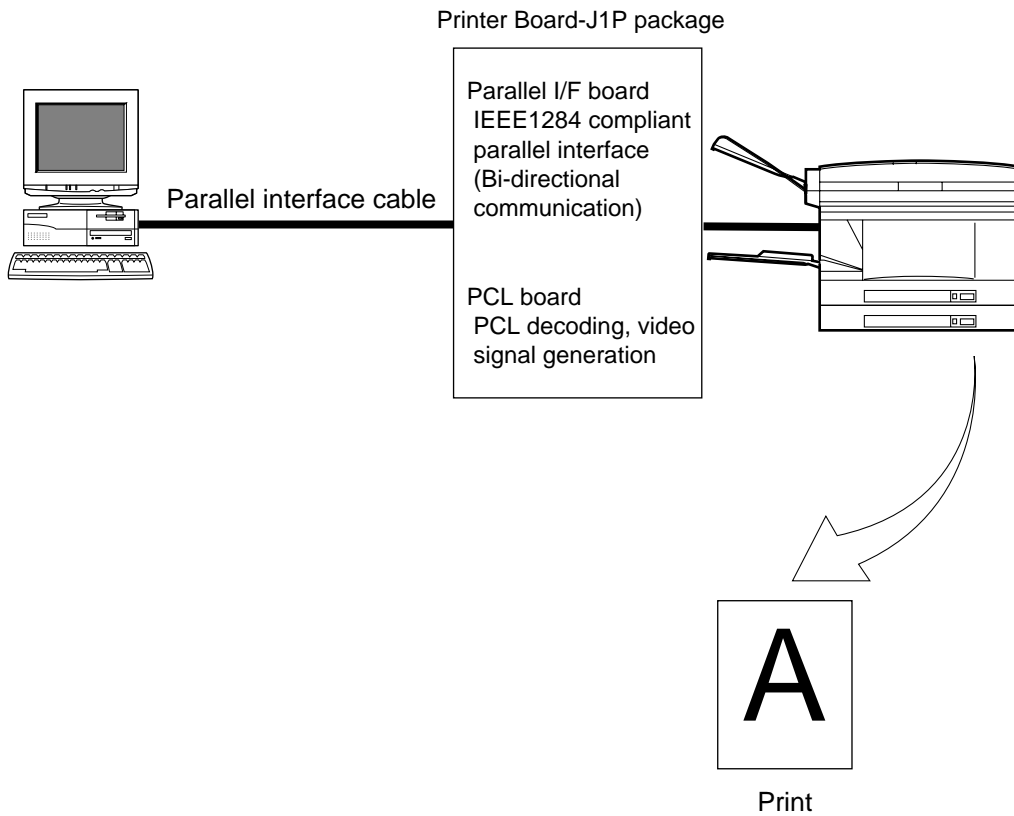 Printer Board-J1P package
Parallel I/F board
IEEE1284 compliant
parallel interface
(Bi-directional
communication)
Parallel interface cable
PCL board
PCL decoding, video
signal generation
A
Print